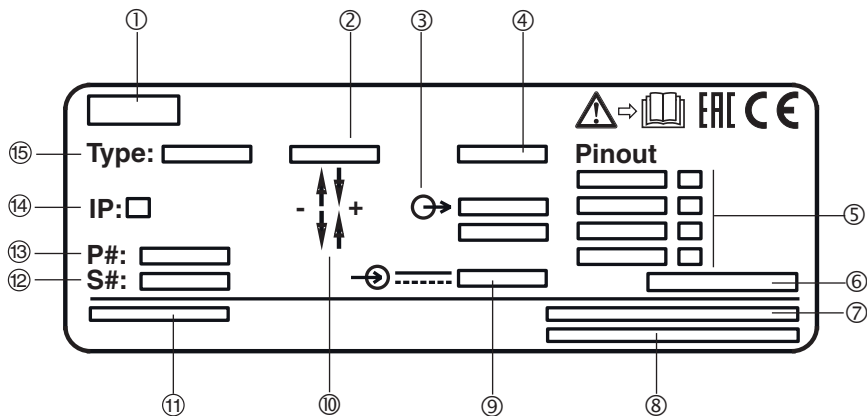 ① ② ③ ④
EAC CE
⑮ Type: Pinout
⑭ IP: - + ⑤
⑬ P#:
⑫ S#: ⑥
⑦
⑪ ⑩ ⑨ ⑧